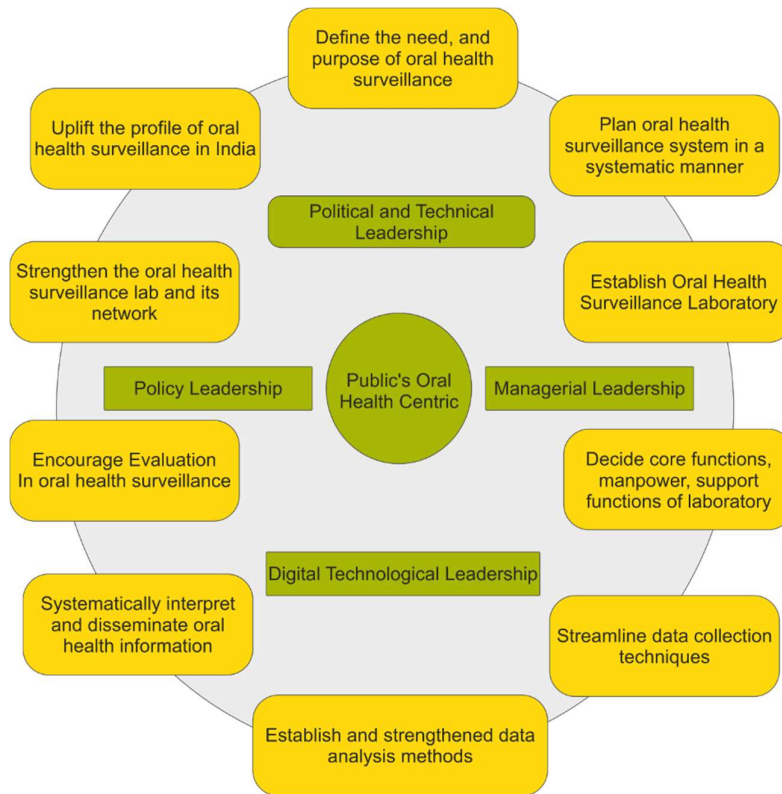 Define the need, and
purpose of oral health
surveillance
Uplift the profile of oral
health surveillance in India
Plan oral health
surveillance system in a
systematic manner
Political and Technical
Leadership
Strengthen the oral health
surveillance lab and its
network
Establish Oral Health
Surveillance Laboratory
Policy Leadership
Public's Oral
Health Centric
Managerial Leadership
Encourage Evaluation
In oral health surveillance
Decide core functions,
manpower, support
functions of laboratory
Digital Technological Leadership
Systematically interpret
and disseminate oral
health information
Streamline data collection
techniques
Establish and strengthened data
analysis methods